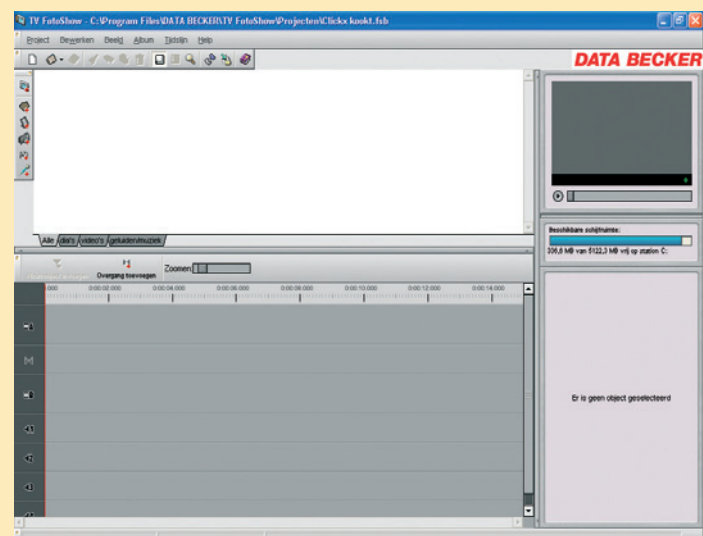 TV FotoShow - C:\Program Files\DATA BECKER\TV FotoShow\Projecten\Clickx kookt.fsb
Project Bewerken Beeld Album Tijdslijn Help
DATA BECKER
Alle dia's video's geluiden/muziek
Beschikbare schijfruimte:
336,8 MB van 5122,3 MB vrij op station C:
Overgang toevoegen Zoomen
0:00:02.000 0:00:04.000 0:00:06.000 0:00:08.000 0:00:10.000 0:00:12.000 0:00:14.000
Er is geen object geselecteerd